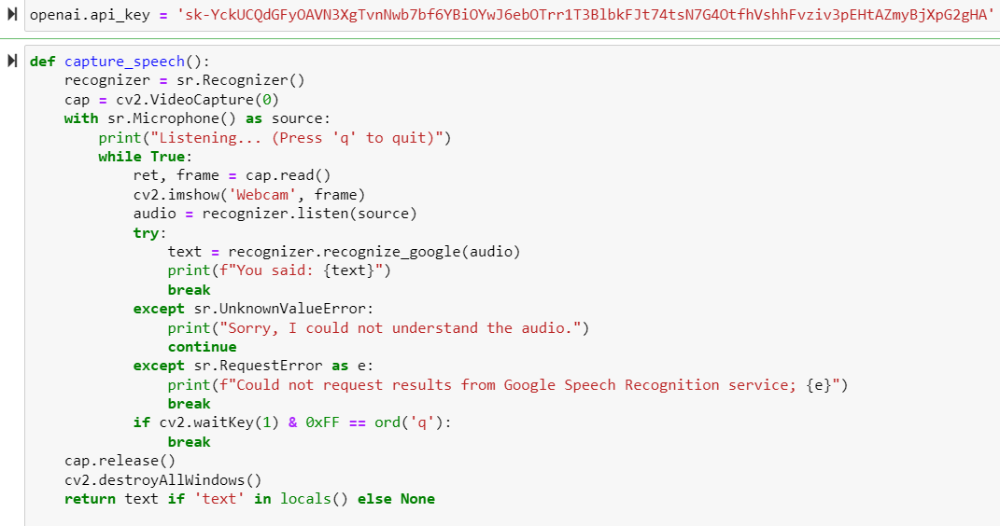 openai.api_key = 'sk-YckUCQdGFyOAVN3XgTvnNwb7bf6YBiOYwJ6ebOTrr1T3BlbkFJt74tsN7G4OtfhVshhFvziv3pEHtAZmyBjXpG2gHA'
def capture_speech():
    recognizer = sr.Recognizer()
    cap = cv2.VideoCapture(0)
    with sr.Microphone() as source:
        print("Listening... (Press 'q' to quit)")
        while True:
            ret, frame = cap.read()
            cv2.imshow('Webcam', frame)
            audio = recognizer.listen(source)
            try:
                text = recognizer.recognize_google(audio)
                print(f"You said: {text}")
                break
            except sr.UnknownValueError:
                print("Sorry, I could not understand the audio.")
                continue
            except sr.RequestError as e:
                print(f"Could not request results from Google Speech Recognition service; {e}")
                break
            if cv2.waitKey(1) & 0xFF == ord('q'):
                break
    cap.release()
    cv2.destroyAllWindows()
    return text if 'text' in locals() else None